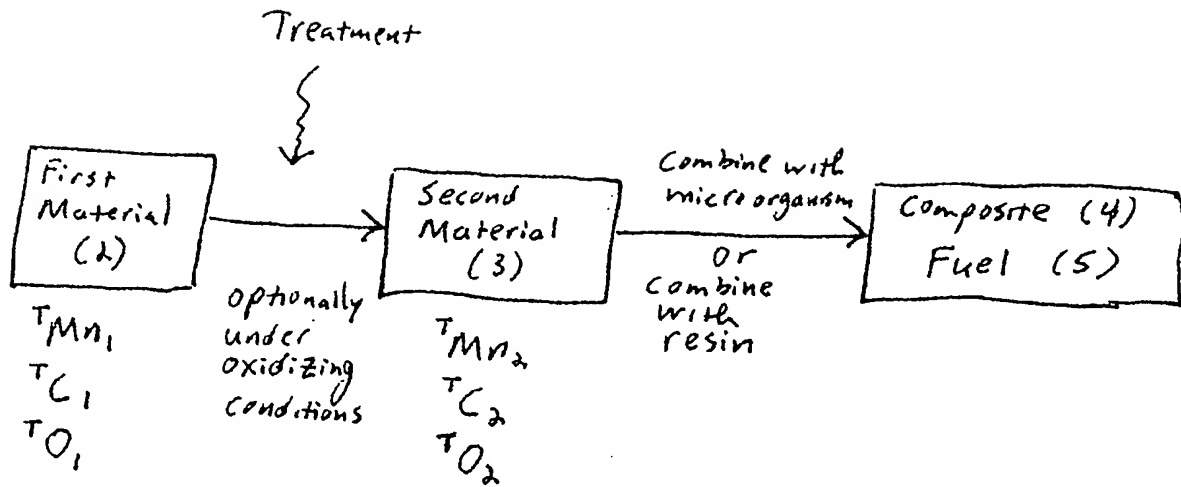 Treatment
First
Material
(2)
TMn1
TC1
TO1
optionally
under
oxidizing
conditions
Second
Material
(3)
TMn2
TC2
TO2
Combine with
microorganism
or
combine
with
resin
Composite (4)
Fuel (5)